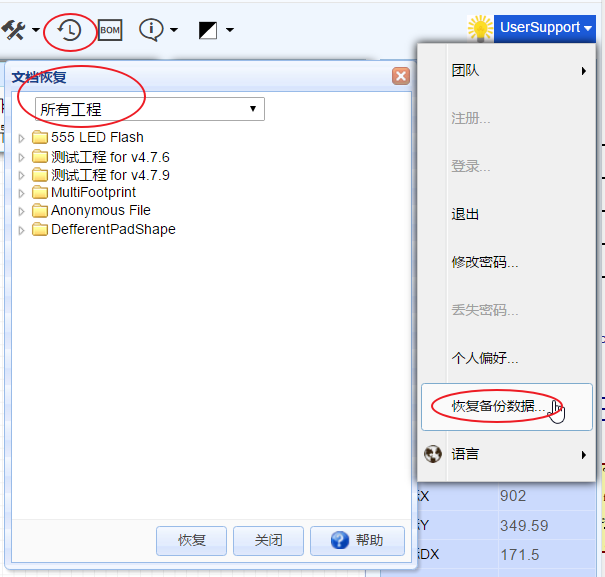 BOM
UserSupport
文档恢复
所有工程
555 LED Flash
测试工程 for v4.7.6
测试工程 for v4.7.9
MultiFootprint
Anonymous File
DefferentPadShape
恢复
关闭
帮助
团队
注册...
登录...
退出
修改密码...
丢失密码...
个人偏好...
恢复备份数据...
语言
X 902
Y 349.59
DX 171.5